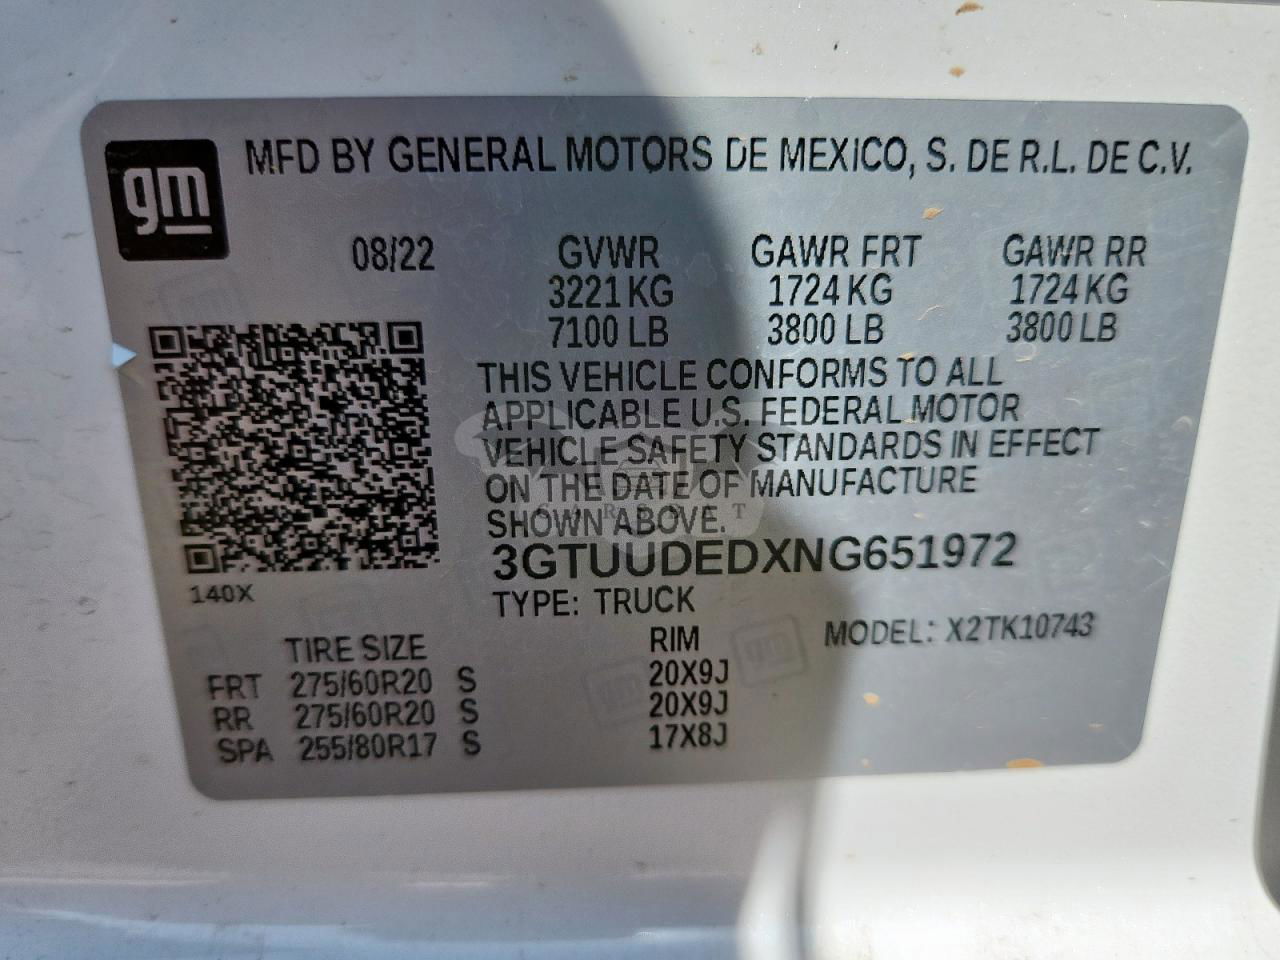 gm
MFD BY GENERAL MOTORS DE MEXICO, S. DE R.L. DE C.V.
08/22 GVWR GAWR FRT GAWR RR
3221 KG 1724 KG 1724 KG
7100 LB 3800 LB 3800 LB
THIS VEHICLE CONFORMS TO ALL
APPLICABLE U.S. FEDERAL MOTOR
VEHICLE SAFETY STANDARDS IN EFFECT
ON THE DATE OF MANUFACTURE
SHOWN ABOVE.
3GTUUDEDXNG651972
140X
TYPE: TRUCK
MODEL: X2TK10743
TIRE SIZE RIM
FRT 275/60R20 S 20X9J
RR 275/60R20 S 20X9J
SPA 255/80R17 S 17X8J
gm
gm